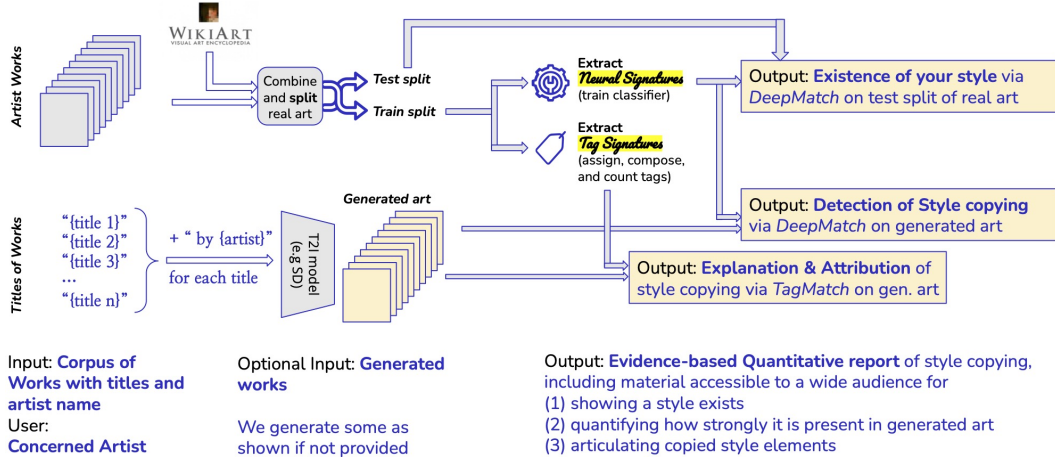 Artist Works
WIKIART
VISUAL ART ENCYCLOPEDIA
Combine
and split
real art
Test split
Train split
Extract
Neural Signatures
(train classifier)
Extract
Tag Signatures
(assign, compose,
and count tags)
Output: Existence of your style via
DeepMatch on test split of real art
Output: Detection of Style copying
via DeepMatch on generated art
Output: Explanation & Attribution of
style copying via TagMatch on gen. art
Titles of Works
“{title 1}”
“{title 2}”
“{title 3}”
...
“{title n}”
+ “ by {artist}”
for each title
T2I model
(e.g SD)
Generated art
Input: Corpus of
Works with titles and
artist name
User:
Concerned Artist
Optional Input: Generated
works
We generate some as
shown if not provided
Output: Evidence-based Quantitative report of style copying,
including material accessible to a wide audience for
(1) showing a style exists
(2) quantifying how strongly it is present in generated art
(3) articulating copied style elements